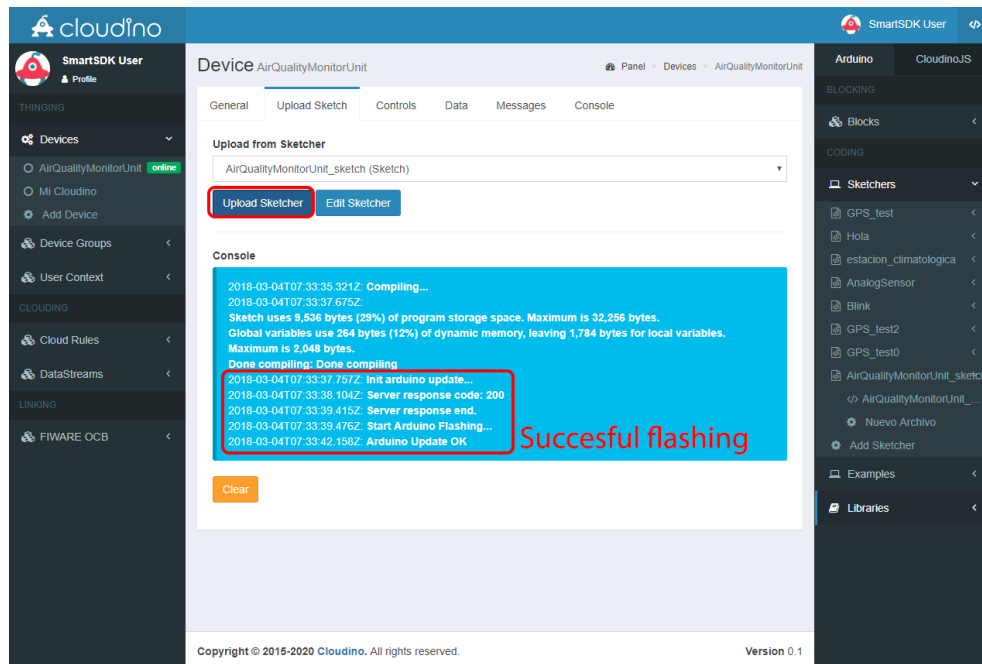 cloudino
SmartSDK User
</>
SmartSDK User
Profile
THINGING
Devices
AirQualityMonitorUnit online
Mi Cloudino
Add Device
Device Groups
User Context
CLOUDING
Cloud Rules
DataStreams
LINKING
FIWARE OCB
Device AirQualityMonitorUnit
Panel > Devices > AirQualityMonitorUnit
General Upload Sketch Controls Data Messages Console
Upload from Sketcher
AirQualityMonitorUnit_sketch (Sketch)
Upload Sketcher Edit Sketcher
Console
2018-03-04T07:33:35.321Z: Compiling...
2018-03-04T07:33:37.675Z:
Sketch uses 9,536 bytes (29%) of program storage space. Maximum is 32,256 bytes.
Global variables use 264 bytes (12%) of dynamic memory, leaving 1,784 bytes for local variables.
Maximum is 2,048 bytes.
Done compiling: Done compiling
2018-03-04T07:33:37.757Z: Init arduino update...
2018-03-04T07:33:38.104Z: Server response code: 200
2018-03-04T07:33:39.415Z: Server response end.
2018-03-04T07:33:39.476Z: Start Arduino Flashing...
2018-03-04T07:33:42.158Z: Arduino Update OK
Succesful flashing
Clear
Copyright © 2015-2020 Cloudino. All rights reserved.
Version 0.1
Arduino CloudinoJS
BLOCKING
Blocks
CODING
Sketchers
GPS_test
Hola
estacion_climatologica
AnalogSensor
Blink
GPS_test2
GPS_test0
AirQualityMonitorUnit_sketc
</> AirQualityMonitorUnit_...
Nuevo Archivo
Add Sketcher
Examples
Libraries